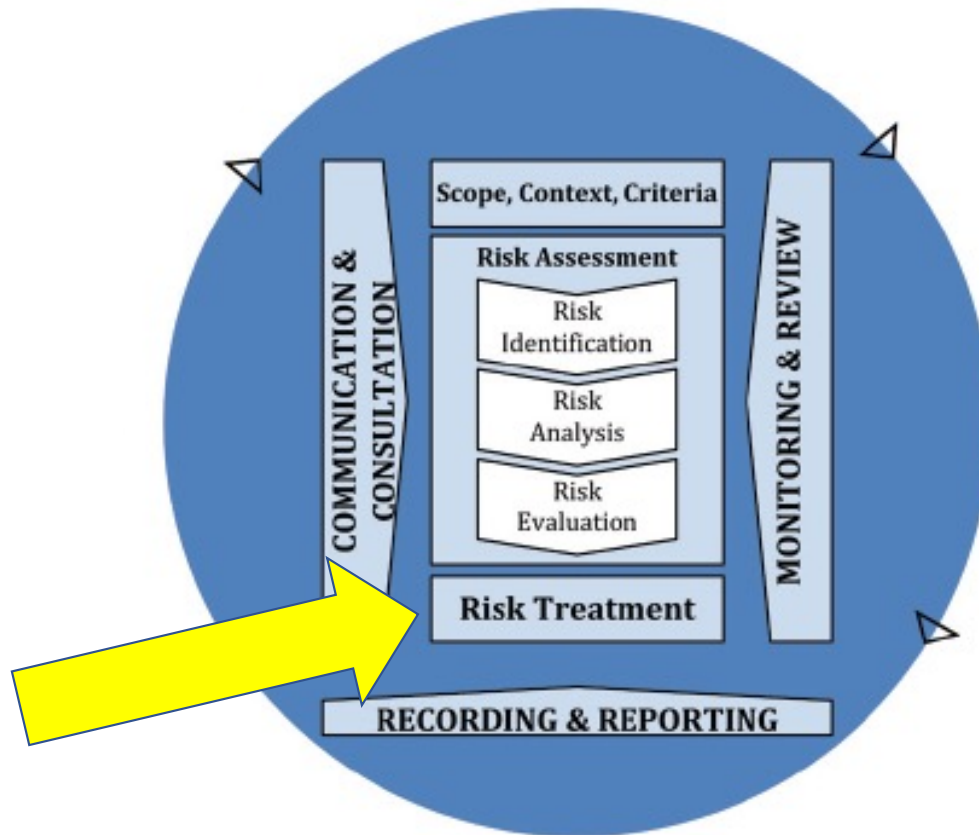 Scope, Context, Criteria
Risk Assessment
Risk
Identification
Risk
Analysis
Risk
Evaluation
Risk Treatment
COMMUNICATION &
CONSULTATION
MONITORING & REVIEW
RECORDING & REPORTING